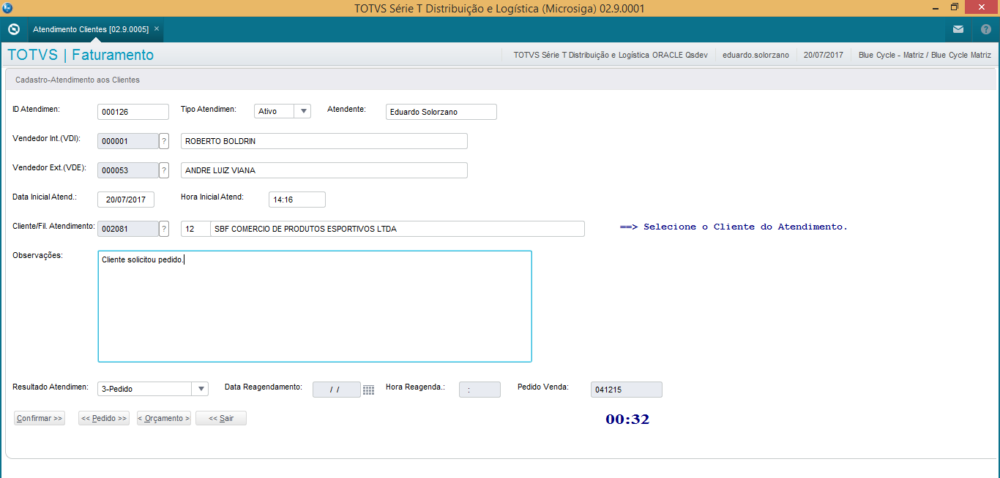 TOTVS Série T Distribuição e Logística (Microsiga) 02.9.0001
Atendimento Clientes [02.9.0005] ×
TOTVS | Faturamento TOTVS Série T Distribuição e Logística ORACLE Qsdev eduardo.solorzano 20/07/2017 Blue Cycle - Matriz / Blue Cycle Matriz
Cadastro-Atendimento aos Clientes
ID Atendimen: 000126 Tipo Atendimen: Ativo Atendente: Eduardo Solorzano
Vendedor Int.(VDI): 000001 ? ROBERTO BOLDRIN
Vendedor Ext.(VDE): 000053 ? ANDRE LUIZ VIANA
Data Inicial Atend.: 20/07/2017 Hora Inicial Atend: 14:16
Cliente/Fil. Atendimento: 002081 ? 12 SBF COMERCIO DE PRODUTOS ESPORTIVOS LTDA ==> Selecione o Cliente do Atendimento.
Observações: Cliente solicitou pedido.
Resultado Atendimen: 3-Pedido Data Reagendamento: / / Hora Reagenda.: : Pedido Venda: 041215
Confirmar >> << Pedido >> < Orçamento > << Sair 00:32